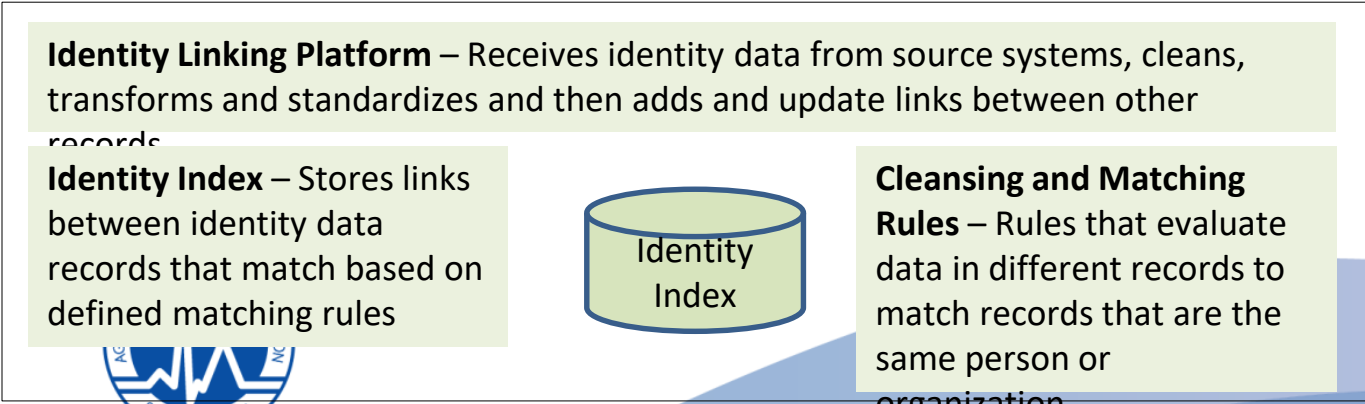 Identity Linking Platform – Receives identity data from source systems, cleans,
transforms and standardizes and then adds and update links between other
records
Identity Index – Stores links
between identity data
records that match based on
defined matching rules
Identity
Index
Cleansing and Matching
Rules – Rules that evaluate
data in different records to
match records that are the
same person or
organization